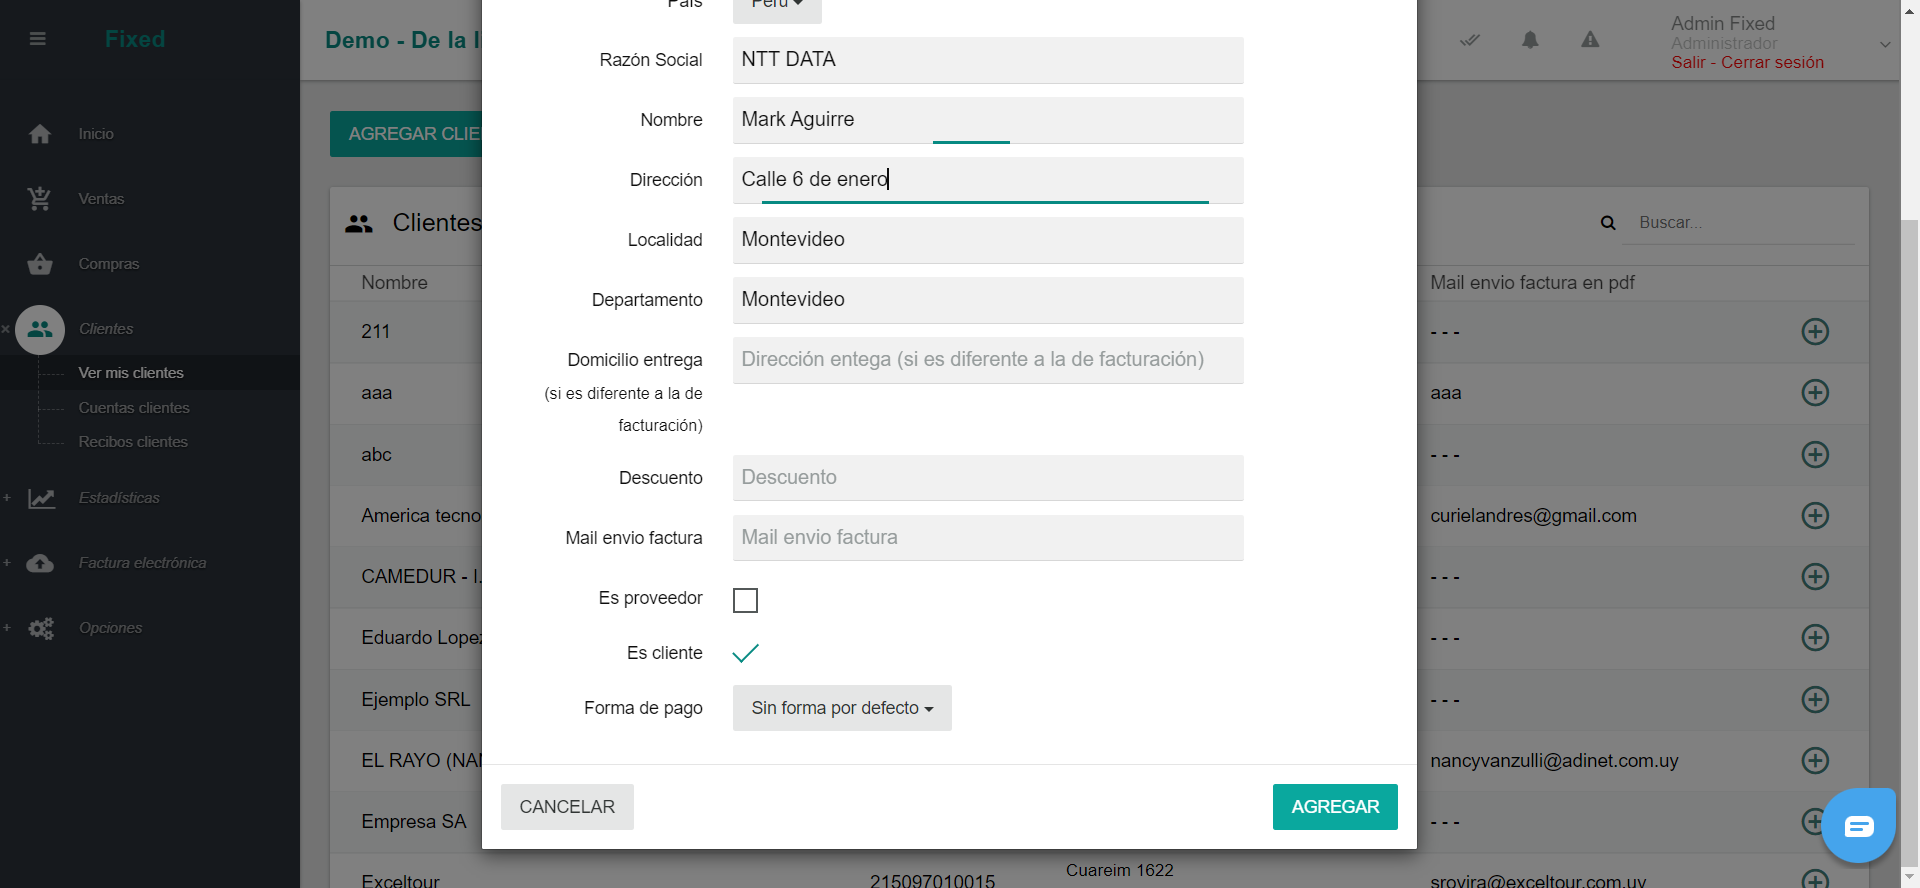 Fixed
Demo - De la l
Admin Fixed
Administrador
Salir - Cerrar sesión
Inicio
Ventas
Compras
Clientes
Ver mis clientes
Cuentas clientes
Recibos clientes
Estadísticas
Factura electrónica
Opciones
AGREGAR CLIE
Clientes
Buscar...
Nombre
Mail envio factura en pdf
211
- - -
aaa
aaa
abc
- - -
America tecno
curielandres@gmail.com
CAMEDUR - I.
- - -
Eduardo Lopez
- - -
Ejemplo SRL
- - -
EL RAYO (NAN
nancyvanzulli@adinet.com.uy
Empresa SA
- - -
Exceltour
215097010015
Cuareim 1622
srovira@exceltour.com.uy
País
Perú
Razón Social
NTT DATA
Nombre
Mark Aguirre
Dirección
Calle 6 de enero
Localidad
Montevideo
Departamento
Montevideo
Domicilio entrega
(si es diferente a la de
facturación)
Dirección entega (si es diferente a la de facturación)
Descuento
Descuento
Mail envio factura
Mail envio factura
Es proveedor
Es cliente
Forma de pago
Sin forma por defecto
CANCELAR
AGREGAR